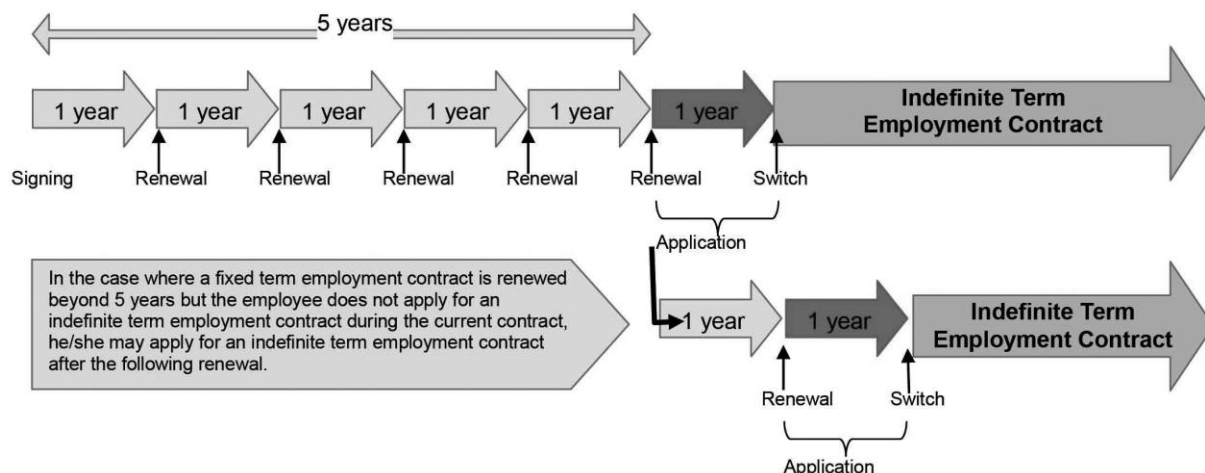 5 years
1 year 1 year 1 year 1 year 1 year 1 year
Indefinite Term
Employment Contract
Signing Renewal Renewal Renewal Renewal Renewal Switch
Application
In the case where a fixed term employment contract is renewed
beyond 5 years but the employee does not apply for an
indefinite term employment contract during the current contract,
he/she may apply for an indefinite term employment contract
after the following renewal.
1 year 1 year
Indefinite Term
Employment Contract
Renewal Switch
Application